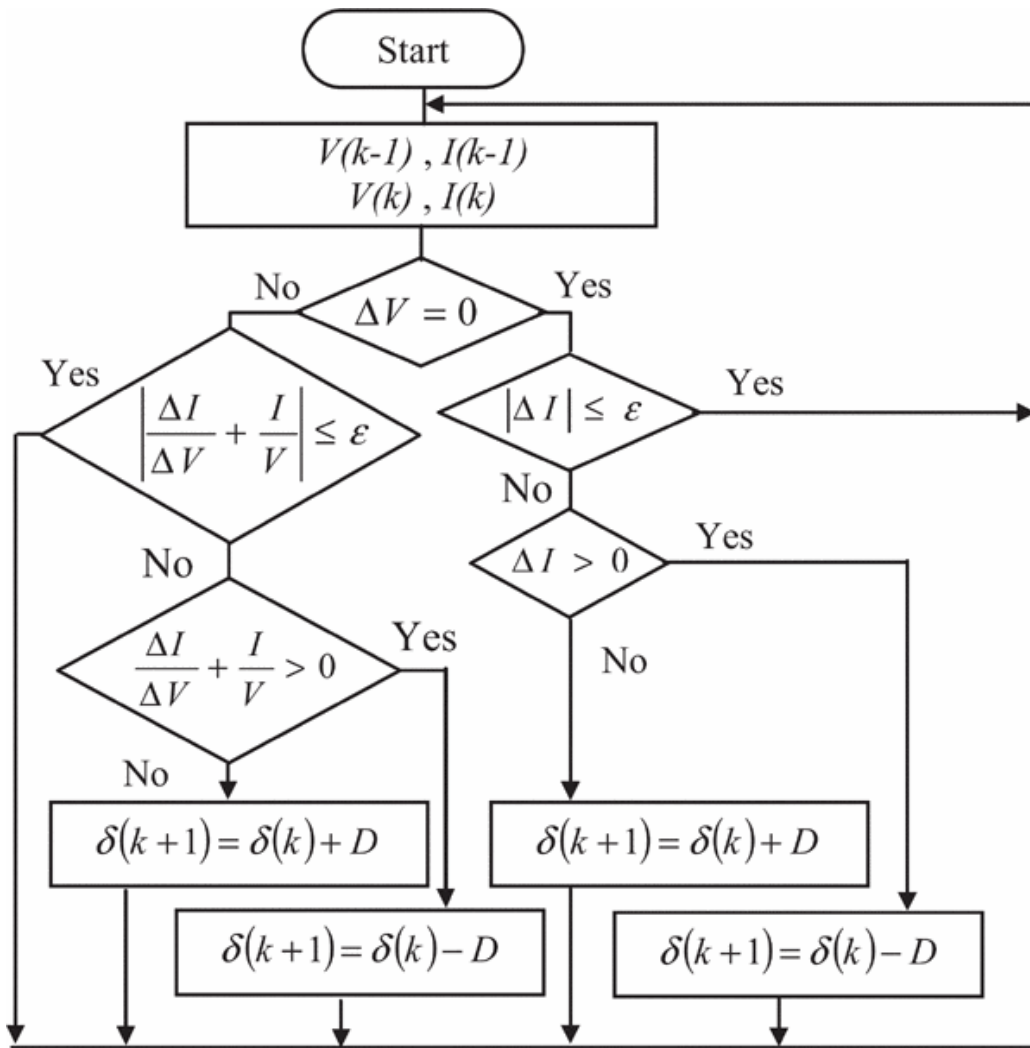 Start
V(k-1) , I(k-1)
V(k) , I(k)
No
Yes
ΔV = 0
Yes
|ΔI/ΔV + I/V| ≤ ε
|ΔI| ≤ ε
Yes
No
No
ΔI > 0
Yes
ΔI/ΔV + I/V > 0
Yes
No
No
δ(k+1) = δ(k) + D
δ(k+1) = δ(k) + D
δ(k+1) = δ(k) − D
δ(k+1) = δ(k) − D